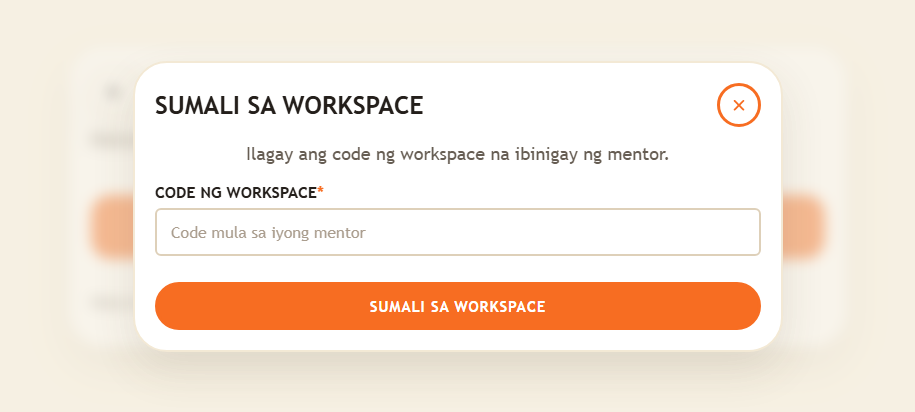 SUMALI SA WORKSPACE
Ilagay ang code ng workspace na ibinigay ng mentor.
CODE NG WORKSPACE*
Code mula sa iyong mentor
SUMALI SA WORKSPACE